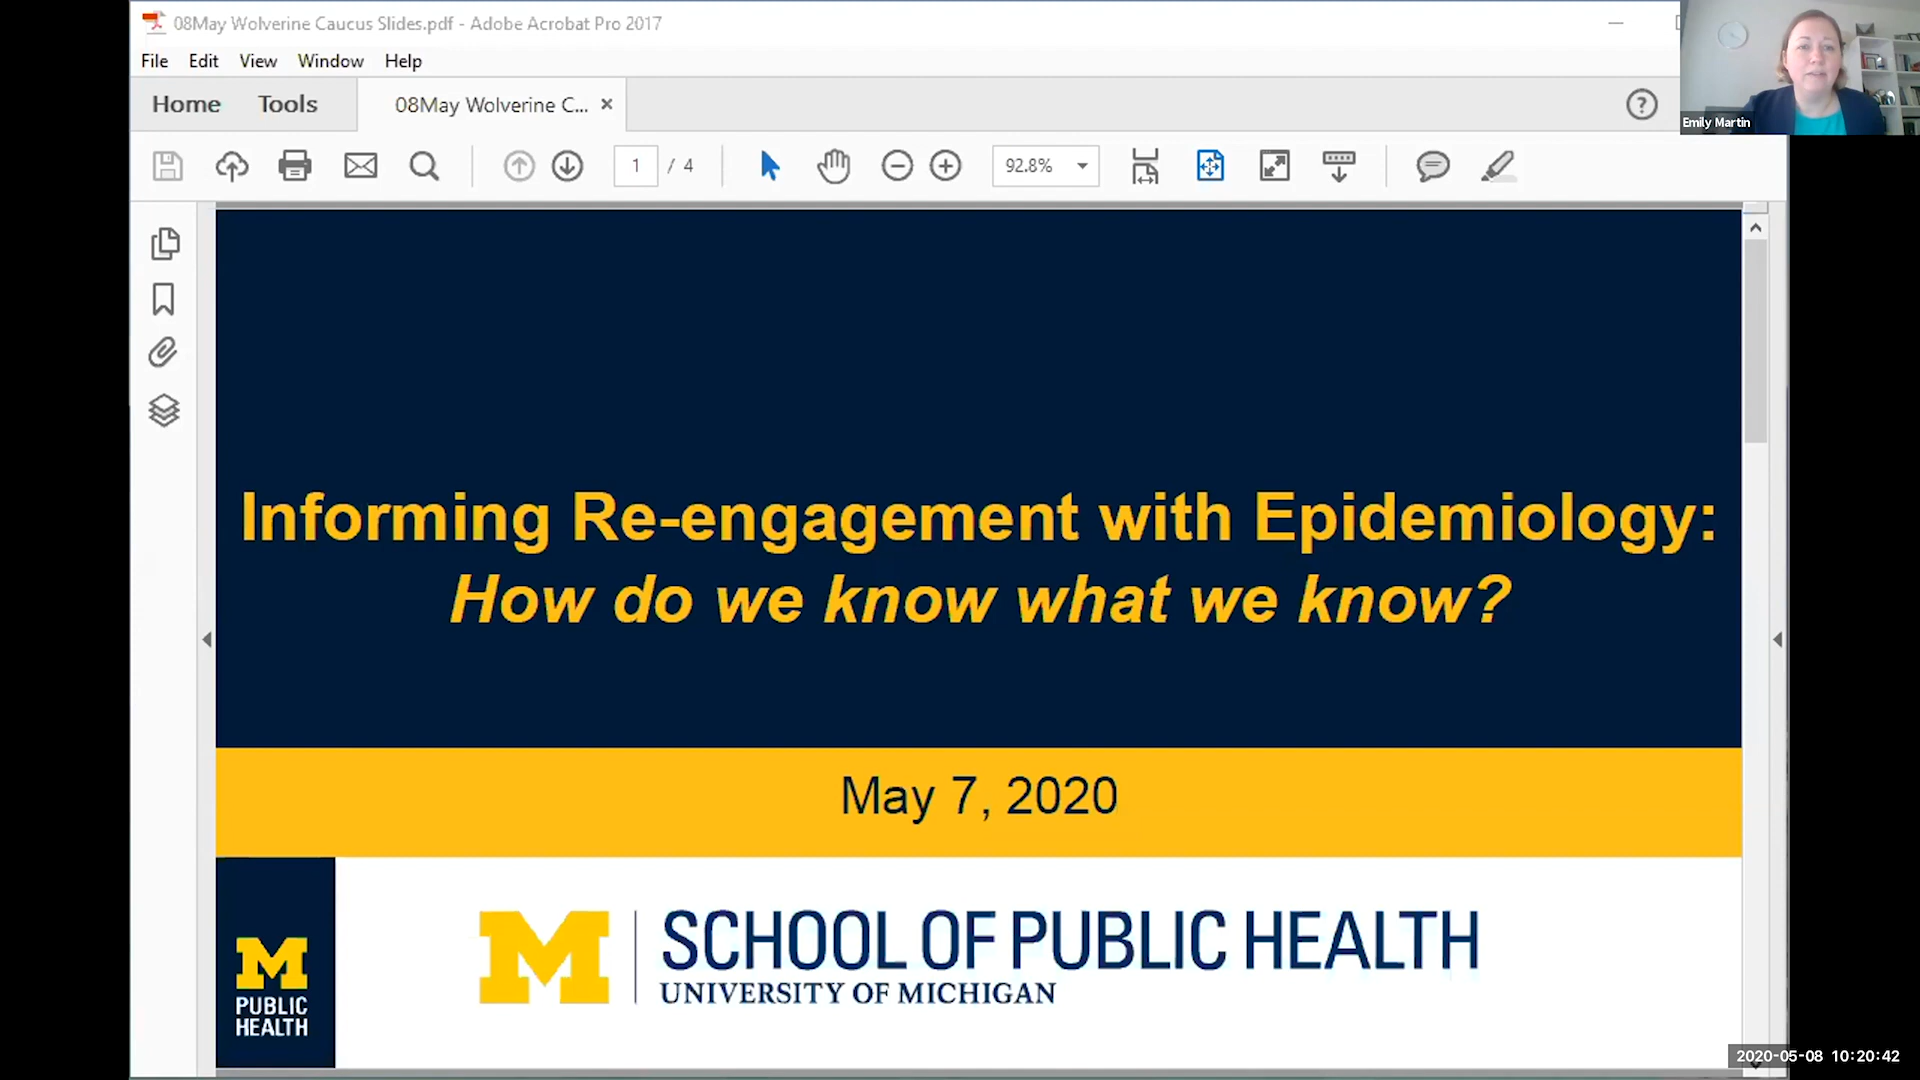 08May Wolverine Caucus Slides.pdf - Adobe Acrobat Pro 2017
File Edit View Window Help
Home Tools 08May Wolverine C... ×
Emily Martin
1 / 4 92.8%
Informing Re-engagement with Epidemiology:
How do we know what we know?
May 7, 2020
M SCHOOL OF PUBLIC HEALTH
UNIVERSITY OF MICHIGAN
M
PUBLIC
HEALTH
2020-05-08 10:20:42